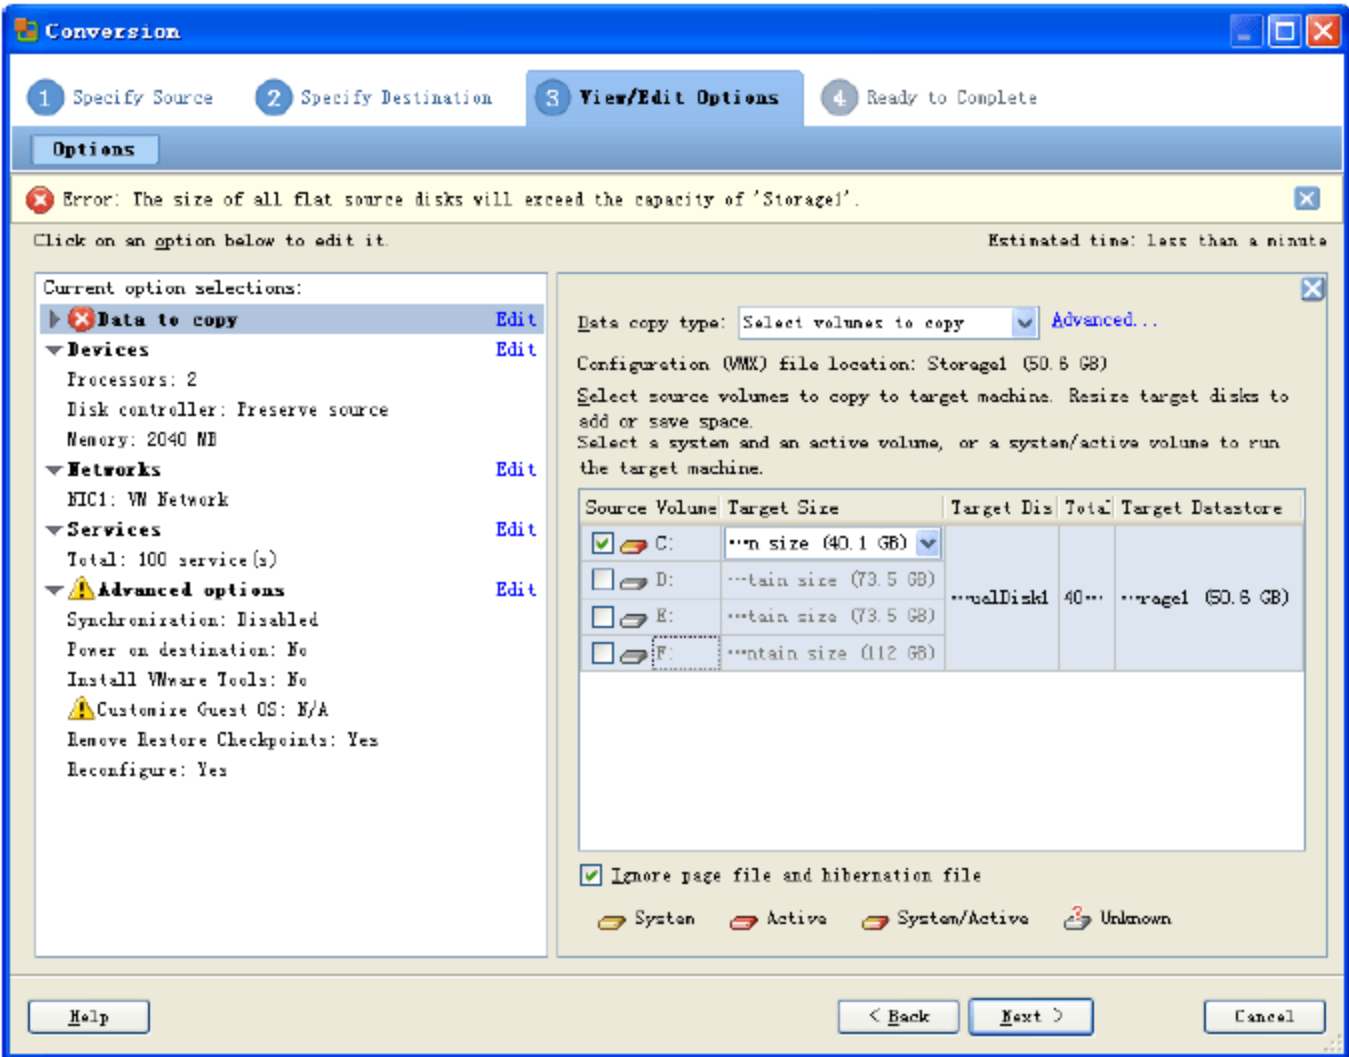 Conversion
1 Specify Source 2 Specify Destination 3 View/Edit Options 4 Ready to Complete
Options
Error: The size of all flat source disks will exceed the capacity of 'Storage1'.
Click on an option below to edit it. Estimated time: less than a minute
Current option selections:
Data to copy Edit
Devices Edit
Processors: 2
Disk controller: Preserve source
Memory: 2040 MB
Networks Edit
NIC1: VM Network
Services Edit
Total: 100 service(s)
Advanced options Edit
Synchronization: Disabled
Power on destination: No
Install VMware Tools: No
Customize Guest OS: N/A
Remove Restore Checkpoints: Yes
Reconfigure: Yes
Data copy type: Select volumes to copy Advanced...
Configuration (VMX) file location: Storage1 (50.6 GB)
Select source volumes to copy to target machine. Resize target disks to
add or save space.
Select a system and an active volume, or a system/active volume to run
the target machine.
Source Volume Target Size Target Dis Total Target Datastore
C: ...n size (40.1 GB)
D: ...tain size (73.5 GB)
E: ...tain size (73.5 GB)
F: ...ntain size (112 GB)
...ualDisk1 40... ...rage1 (50.6 GB)
Ignore page file and hibernation file
System Active System/Active Unknown
Help < Back Next > Cancel